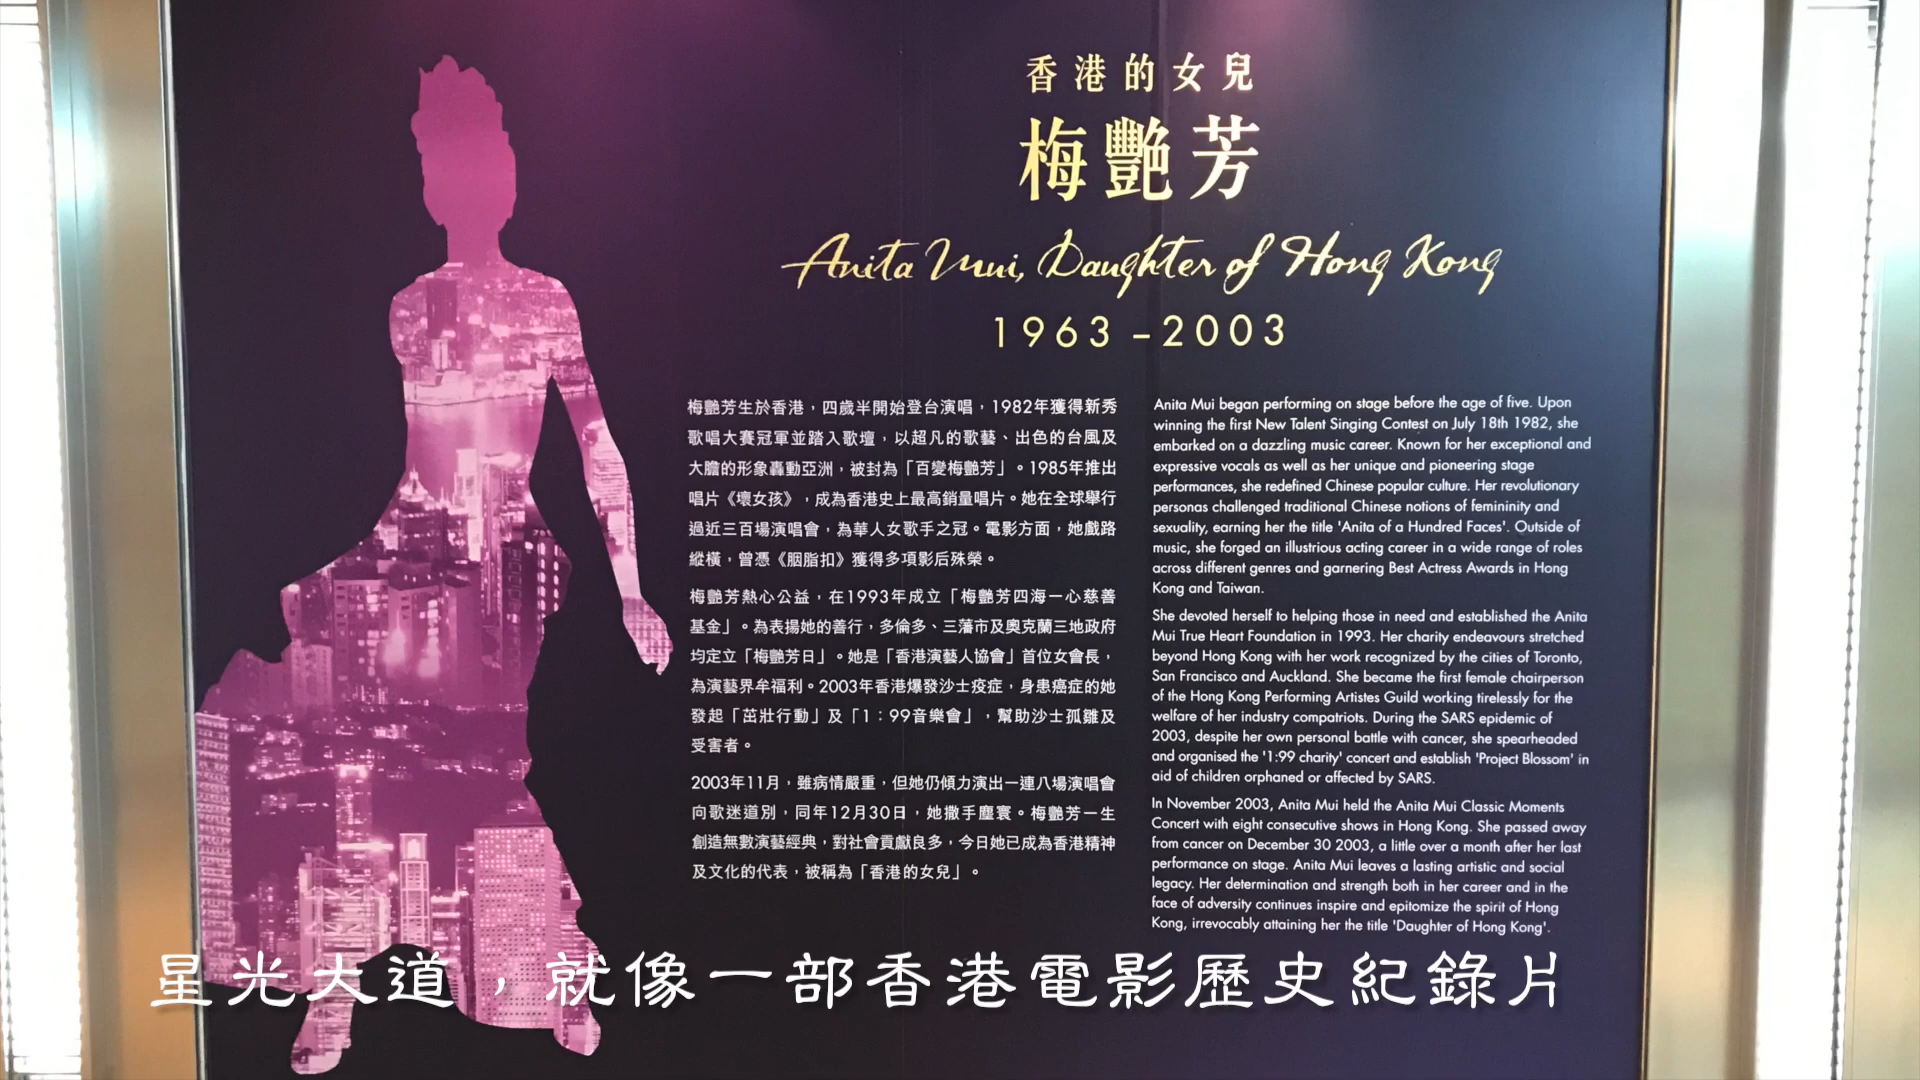 香港的女兒
梅艷芳
Anita Mui, Daughter of Hong Kong
1963 – 2003
梅艷芳生於香港，四歲半開始登台演唱，1982年獲得新秀
歌唱大賽冠軍並踏入歌壇，以超凡的歌藝、出色的台風及
大膽的形象轟動亞洲，被封為「百變梅艷芳」。1985年推出
唱片《壞女孩》，成為香港史上最高銷量唱片。她在全球舉行
過近三百場演唱會，為華人女歌手之冠。電影方面，她戲路
縱橫，曾憑《胭脂扣》獲得多項影后殊榮。
梅艷芳熱心公益，在1993年成立「梅艷芳四海一心慈善
基金」。為表揚她的善行，多倫多、三藩市及奧克蘭三地政府
均定立「梅艷芳日」。她是「香港演藝人協會」首位女會長，
為演藝界牟福利。2003年香港爆發沙士疫症，身患癌症的她
發起「茁壯行動」及「1：99音樂會」，幫助沙士孤雛及
受害者。
2003年11月，雖病情嚴重，但她仍傾力演出一連八場演唱會
向歌迷道別，同年12月30日，她撒手塵寰。梅艷芳一生
創造無數演藝經典，對社會貢獻良多，今日她已成為香港精神
及文化的代表，被稱為「香港的女兒」。
Anita Mui began performing on stage before the age of five. Upon
winning the first New Talent Singing Contest on July 18th 1982, she
embarked on a dazzling music career. Known for her exceptional and
expressive vocals as well as her unique and pioneering stage
performances, she redefined Chinese popular culture. Her revolutionary
personas challenged traditional Chinese notions of femininity and
sexuality, earning her the title 'Anita of a Hundred Faces'. Outside of
music, she forged an illustrious acting career in a wide range of roles
across different genres and garnering Best Actress Awards in Hong
Kong and Taiwan.
She devoted herself to helping those in need and established the Anita
Mui True Heart Foundation in 1993. Her charity endeavours stretched
beyond Hong Kong with her work recognized by the cities of Toronto,
San Francisco and Auckland. She became the first female chairperson
of the Hong Kong Performing Artistes Guild working tirelessly for the
welfare of her industry compatriots. During the SARS epidemic of
2003, despite her own personal battle with cancer, she spearheaded
and organised the '1:99 charity' concert and establish 'Project Blossom' in
aid of children orphaned or affected by SARS.
In November 2003, Anita Mui held the Anita Mui Classic Moments
Concert with eight consecutive shows in Hong Kong. She passed away
from cancer on December 30 2003, a little over a month after her last
performance on stage. Anita Mui leaves a lasting artistic and social
legacy. Her determination and strength both in her career and in the
face of adversity continues inspire and epitomize the spirit of Hong
Kong, irrevocably attaining her the title 'Daughter of Hong Kong'.
星光大道，就像一部香港電影歷史紀錄片